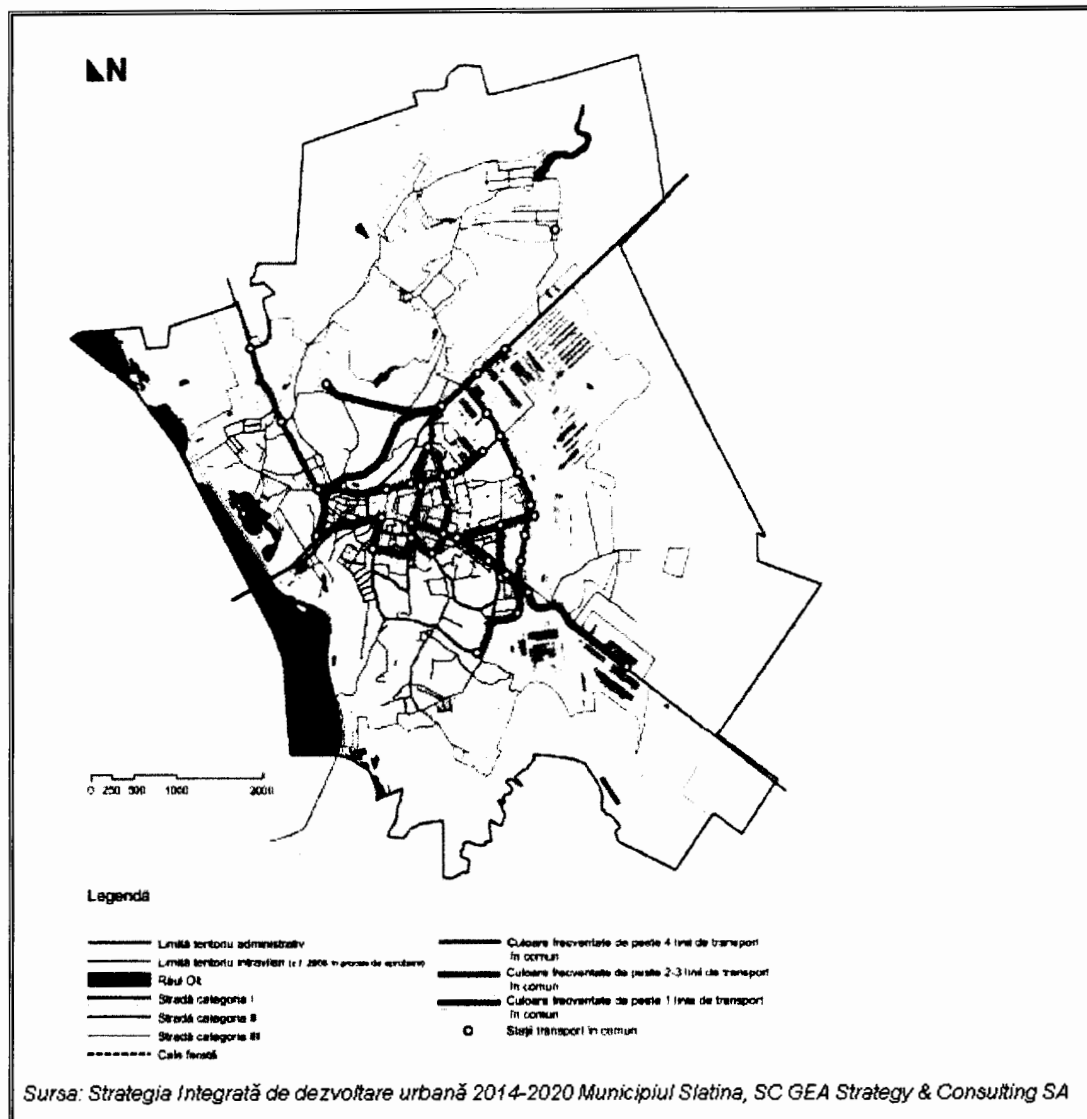 N
0 250 500 1000 2000
Legendă
Limită teritoriu administrativ
Limită teritoriu intravilan
Râul Olt
Stradă categoria I
Stradă categoria II
Stradă categoria III
Cale ferată
Culoare frecventate de peste 4 linii de transport
în comun
Culoare frecventate de peste 2-3 linii de transport
în comun
Culoare frecventate de peste 1 linie de transport
în comun
Stații transport în comun
Sursa: Strategia Integrată de dezvoltare urbană 2014-2020 Municipiul Slatina, SC GEA Strategy & Consulting SA